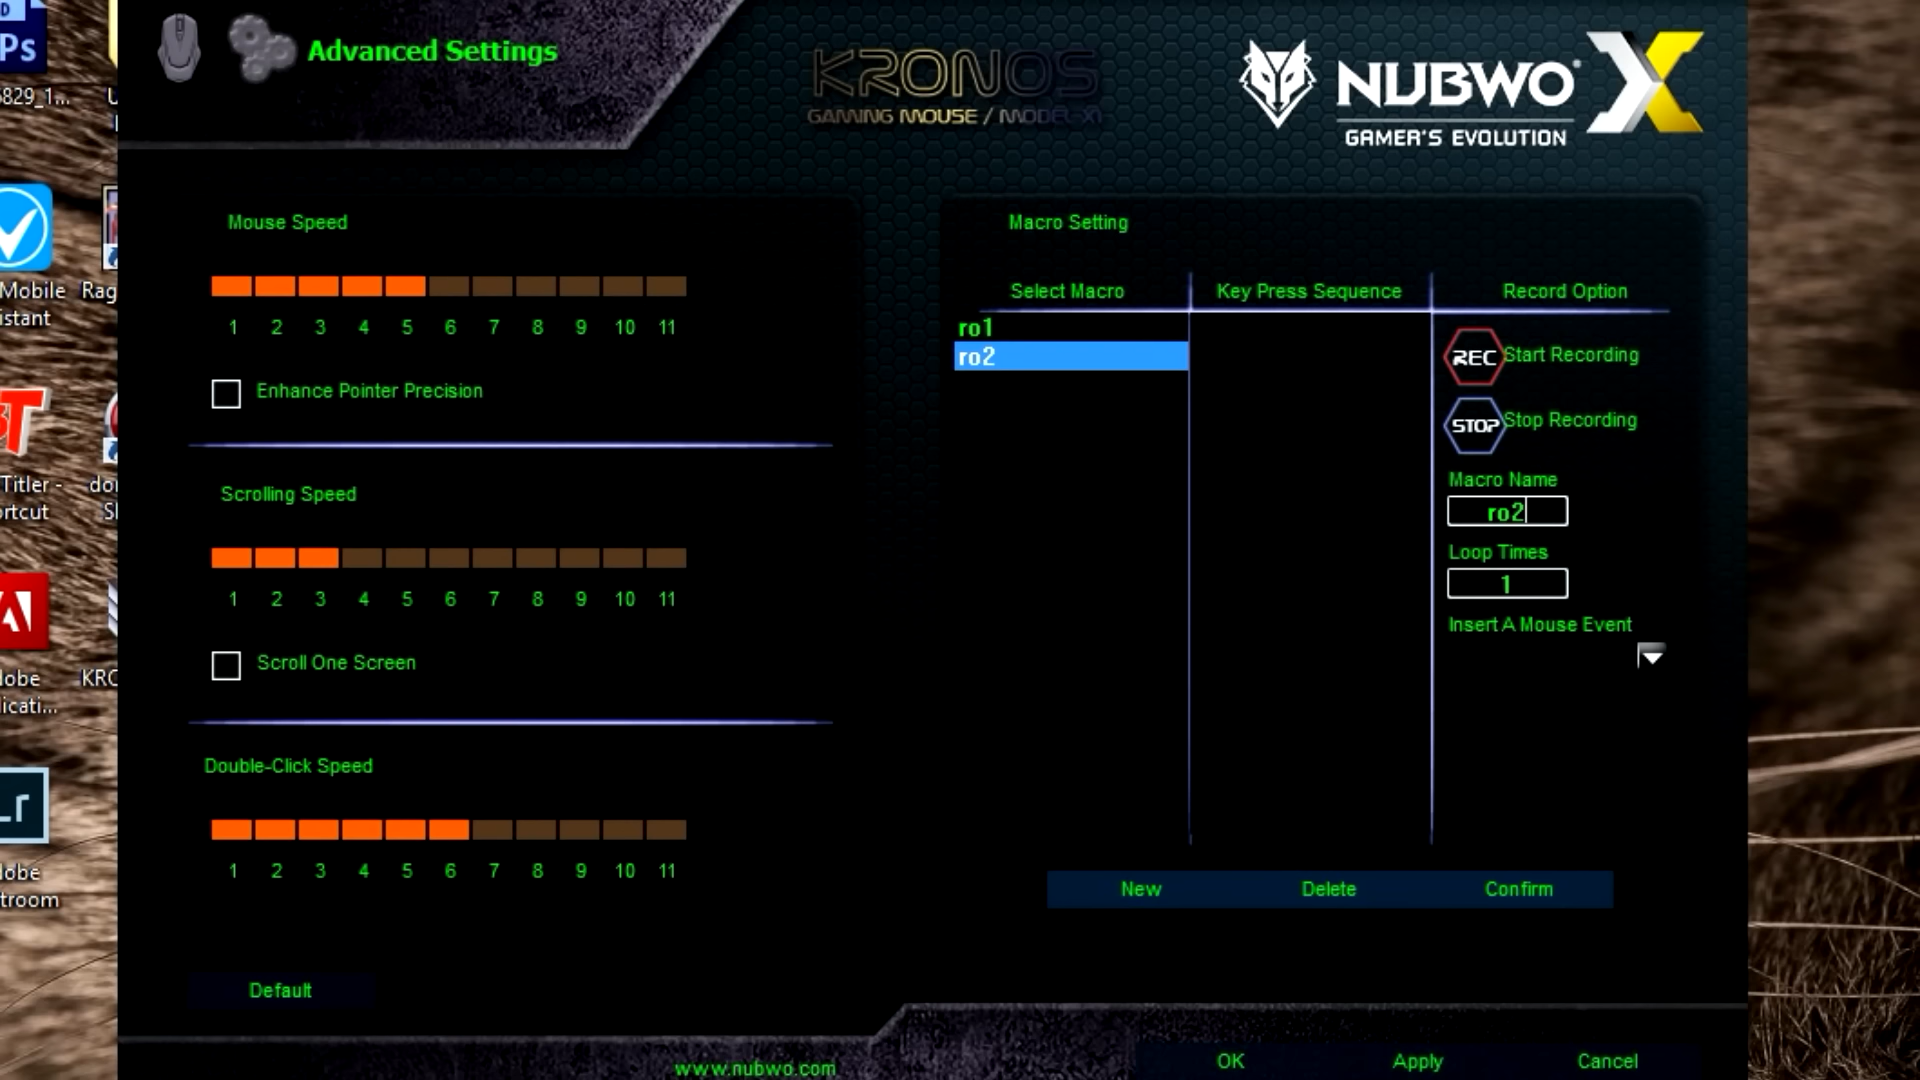 Advanced Settings
KRONOS
GAMING MOUSE / MODEL-X1
NUBWO
GAMER'S EVOLUTION
X
Ps
829_1...
Mobile
Rag
istant
Titler -
do
rtcut
KRO
icati...
Mouse Speed
1 2 3 4 5 6 7 8 9 10 11
Enhance Pointer Precision
Scrolling Speed
1 2 3 4 5 6 7 8 9 10 11
Scroll One Screen
Double-Click Speed
1 2 3 4 5 6 7 8 9 10 11
Default
Macro Setting
Select Macro
Key Press Sequence
Record Option
ro1
ro2
REC Start Recording
STOP Stop Recording
Macro Name
ro2
Loop Times
1
Insert A Mouse Event
New Delete Confirm
www.nubwo.com
OK Apply Cancel